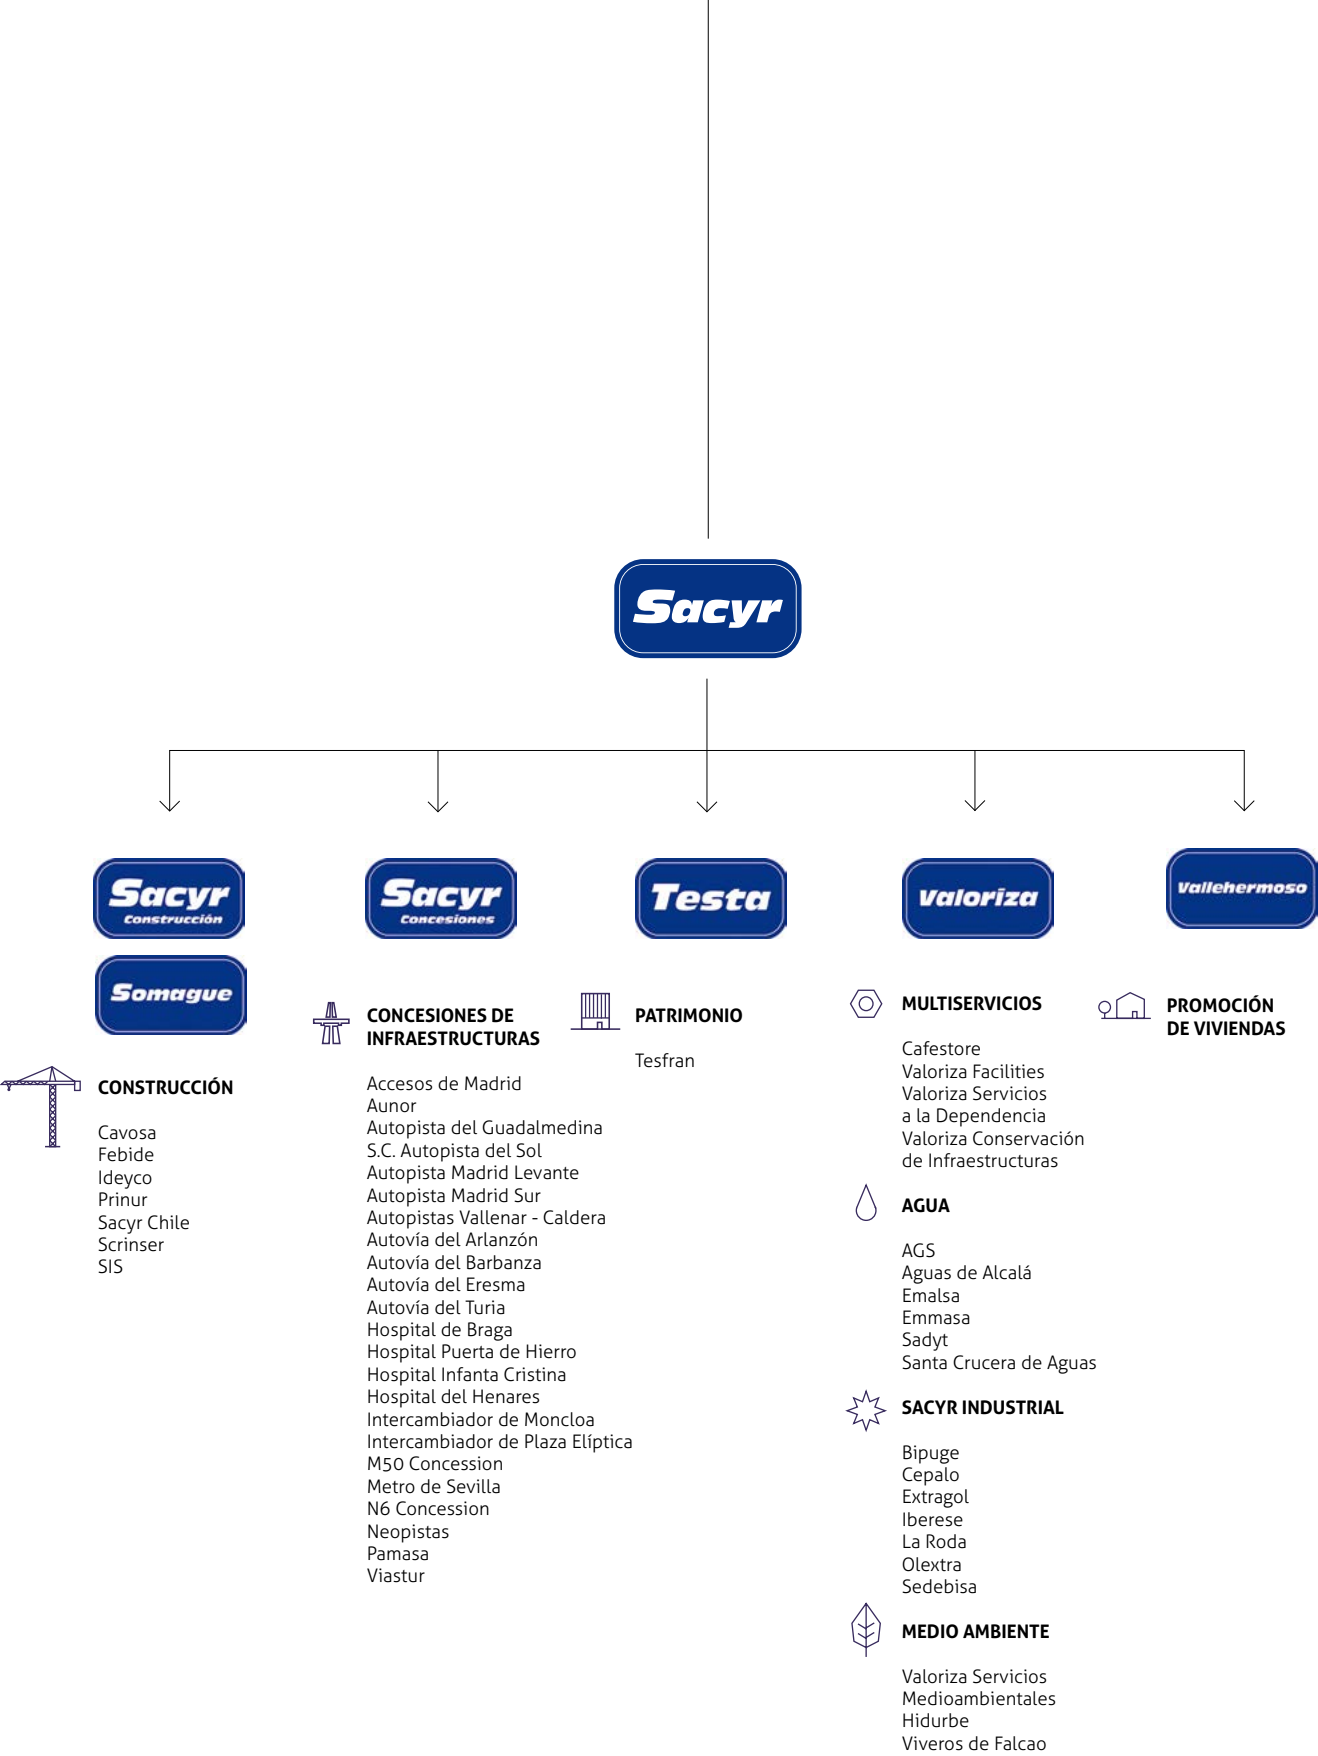 Sacyr
Sacyr
Construcción
Somague
CONSTRUCCIÓN
Cavosa
Febide
Ideyco
Prinur
Sacyr Chile
Scrinser
SIS
Sacyr
Concesiones
CONCESIONES DE
INFRAESTRUCTURAS
Accesos de Madrid
Aunor
Autopista del Guadalmedina
S.C. Autopista del Sol
Autopista Madrid Levante
Autopista Madrid Sur
Autopistas Vallenar - Caldera
Autovía del Arlanzón
Autovía del Barbanza
Autovía del Eresma
Autovía del Turia
Hospital de Braga
Hospital Puerta de Hierro
Hospital Infanta Cristina
Hospital del Henares
Intercambiador de Moncloa
Intercambiador de Plaza Elíptica
M50 Concession
Metro de Sevilla
N6 Concession
Neopistas
Pamasa
Viastur
Testa
PATRIMONIO
Tesfran
Valoriza
MULTISERVICIOS
Cafestore
Valoriza Facilities
Valoriza Servicios
a la Dependencia
Valoriza Conservación
de Infraestructuras
AGUA
AGS
Aguas de Alcalá
Emalsa
Emmasa
Sadyt
Santa Crucera de Aguas
SACYR INDUSTRIAL
Bipuge
Cepalo
Extragol
Iberese
La Roda
Olextra
Sedebisa
MEDIO AMBIENTE
Valoriza Servicios
Medioambientales
Hidurbe
Viveros de Falcao
Vallehermoso
PROMOCIÓN
DE VIVIENDAS